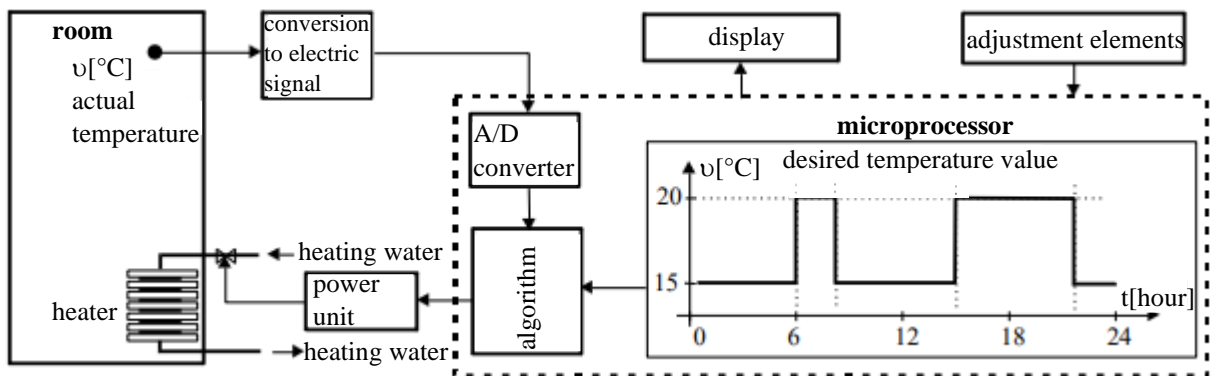 room
υ[°C]
actual
temperature
conversion
to electric
signal
display
adjustment elements
A/D
converter
microprocessor
desired temperature value
υ[°C]
20
15
t[hour]
0
6
12
18
24
algorithm
heating water
power
unit
heater
heating water